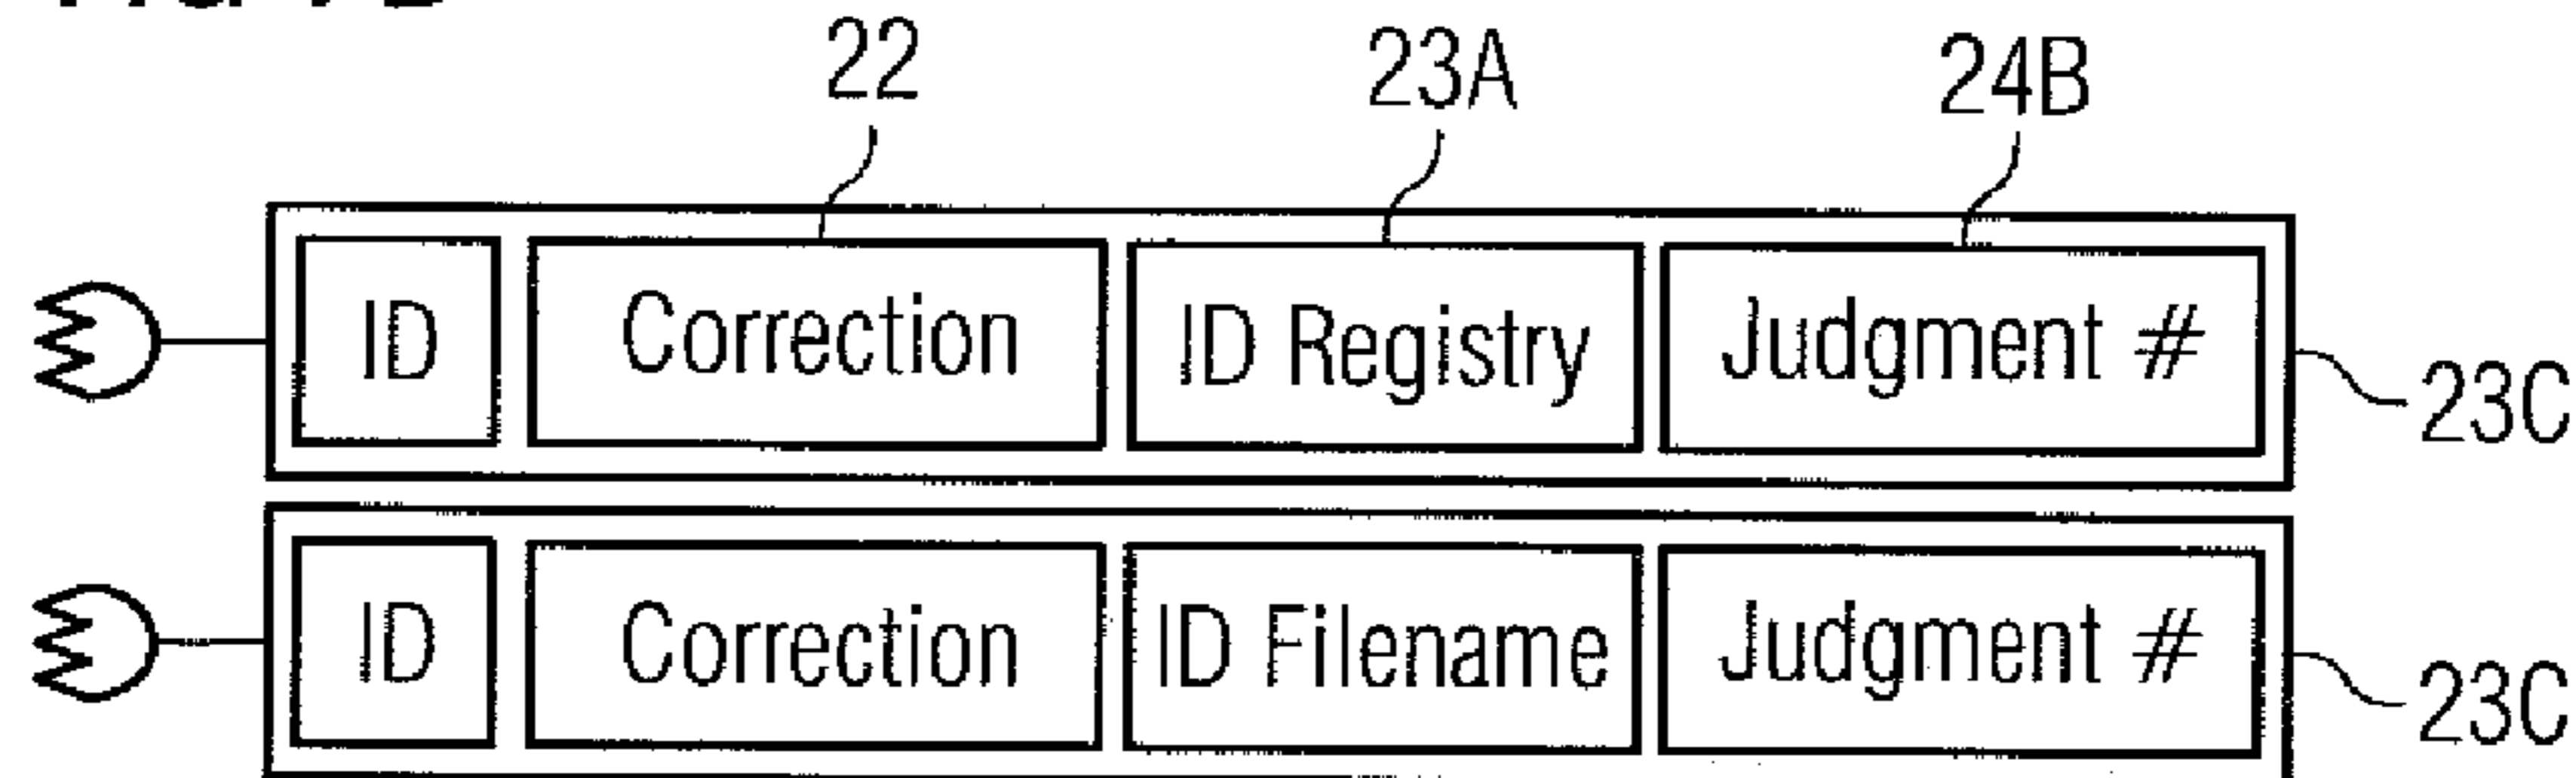 22 23A 24B
ID Correction ID Registry Judgment # 23C
ID Correction ID Filename Judgment # 23C